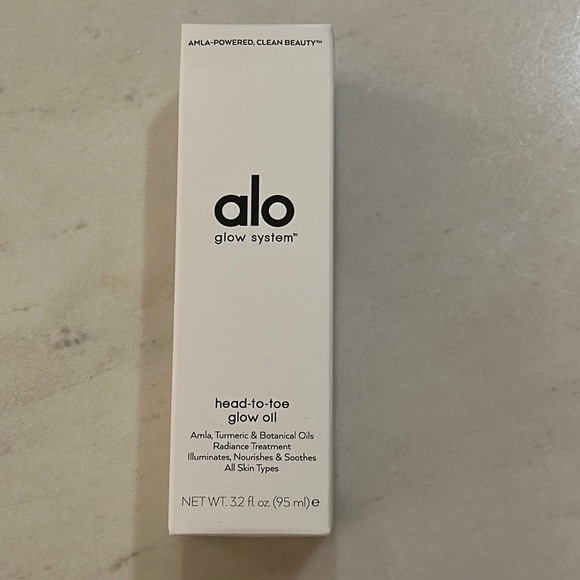 AMLA-POWERED, CLEAN BEAUTY™
alo
glow system™
head-to-toe
glow oil
Amla, Turmeric & Botanical Oils
Radiance Treatment
Illuminates, Nourishes & Soothes
All Skin Types
NET WT. 3.2 fl. oz. (95 ml) ℮